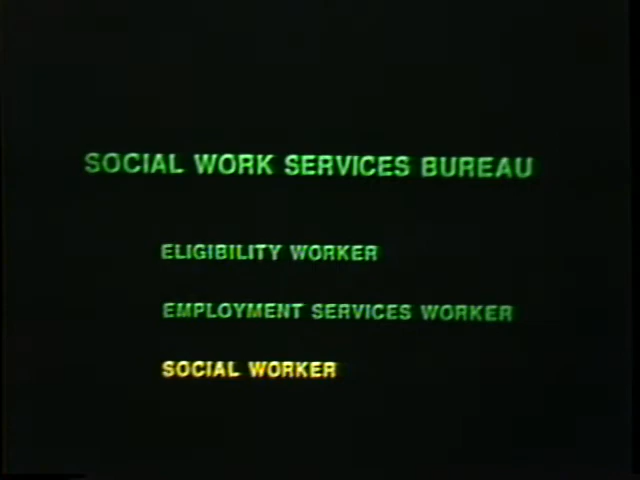 SOCIAL WORK SERVICES BUREAU
ELIGIBILITY WORKER
EMPLOYMENT SERVICES WORKER
SOCIAL WORKER